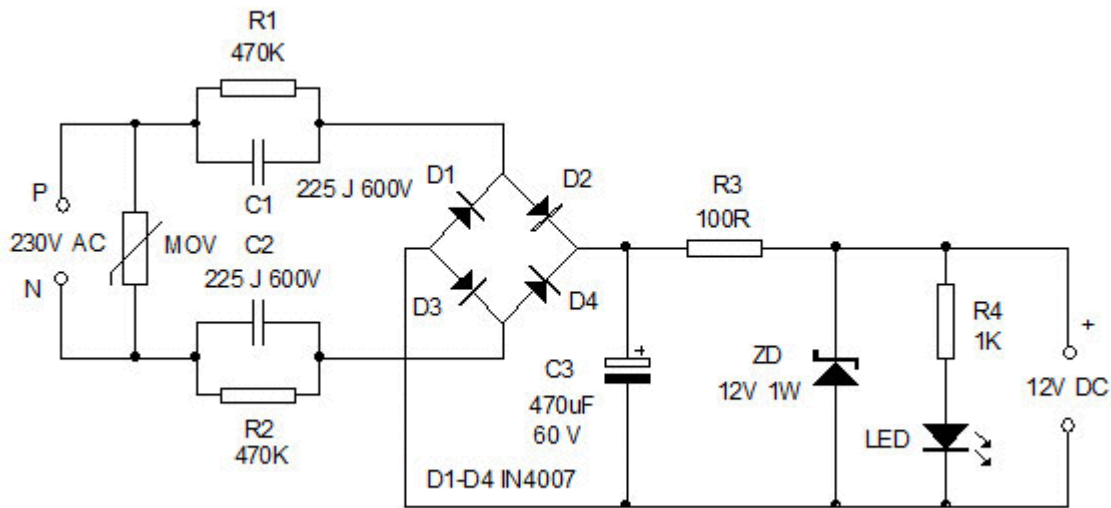 R1
470K
C1
225 J 600V
P
230V AC
N
MOV
C2
225 J 600V
R2
470K
D1
D2
D3
D4
D1-D4 IN4007
C3
+
470uF
60 V
R3
100R
ZD
12V 1W
R4
1K
LED
+
12V DC